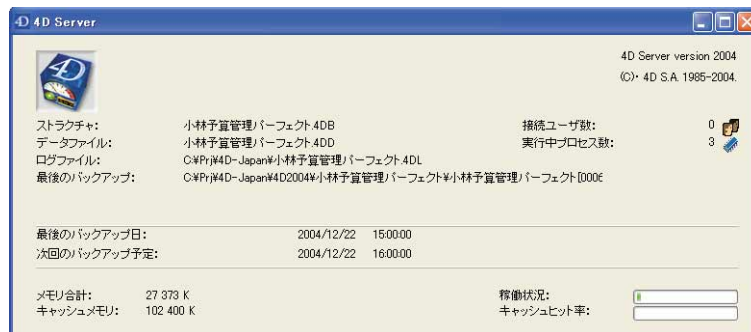 4D Server
4D Server version 2004
(C)· 4D S.A. 1985-2004.
ストラクチャ: 小林予算管理パーフェクト.4DB 接続ユーザ数: 0
データファイル: 小林予算管理パーフェクト.4DD 実行中プロセス数: 3
ログファイル: C:¥Prj¥4D-Japan¥小林予算管理パーフェクト.4DL
最後のバックアップ: C:¥Prj¥4D-Japan¥4D2004¥小林予算管理パーフェクト¥小林予算管理パーフェクト[0006
最後のバックアップ日: 2004/12/22 15:00:00
次回のバックアップ予定: 2004/12/22 16:00:00
メモリ合計: 27 373 K 稼働状況:
キャッシュメモリ: 102 400 K キャッシュヒット率: